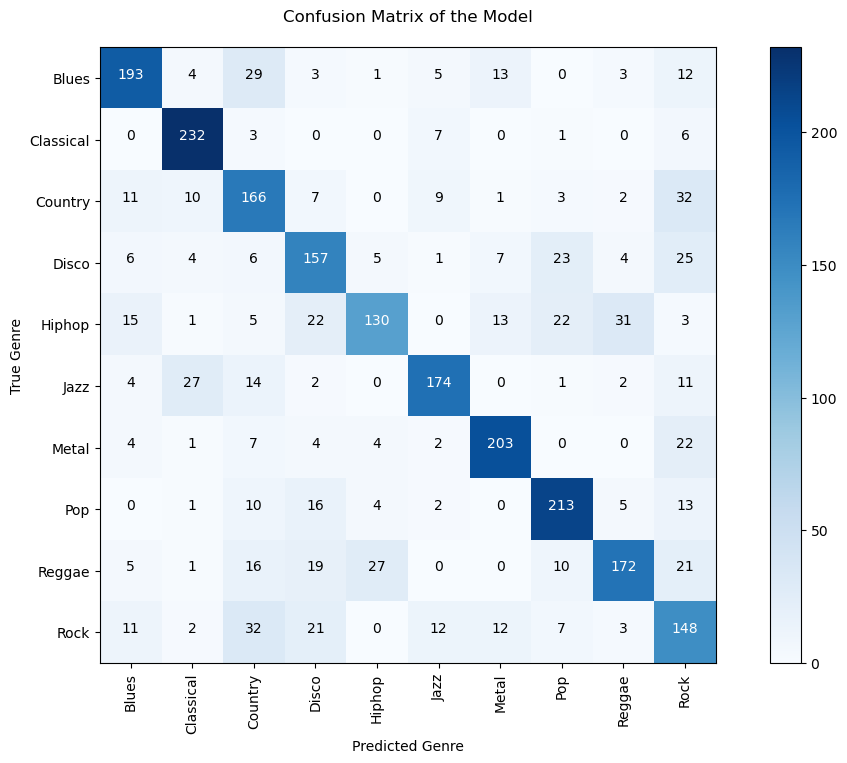 Confusion Matrix of the Model
Blues 193 4 29 3 1 5 13 0 3 12
Classical 0 232 3 0 0 7 0 1 0 6
Country 11 10 166 7 0 9 1 3 2 32
Disco 6 4 6 157 5 1 7 23 4 25
Hiphop 15 1 5 22 130 0 13 22 31 3
Jazz 4 27 14 2 0 174 0 1 2 11
Metal 4 1 7 4 4 2 203 0 0 22
Pop 0 1 10 16 4 2 0 213 5 13
Reggae 5 1 16 19 27 0 0 10 172 21
Rock 11 2 32 21 0 12 12 7 3 148
True Genre
Blues Classical Country Disco Hiphop Jazz Metal Pop Reggae Rock
Predicted Genre
200
150
100
50
0